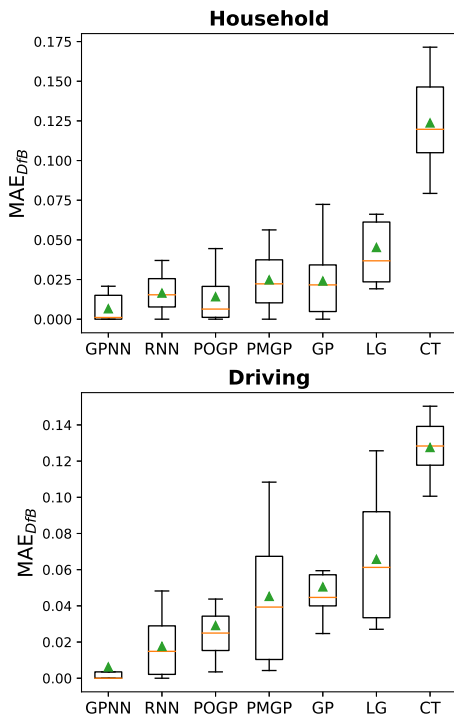 Household
MAE_DfB
0.175
0.150
0.125
0.100
0.075
0.050
0.025
0.000
GPNN RNN POGP PMGP GP LG CT
Driving
MAE_DfB
0.14
0.12
0.10
0.08
0.06
0.04
0.02
0.00
GPNN RNN POGP PMGP GP LG CT